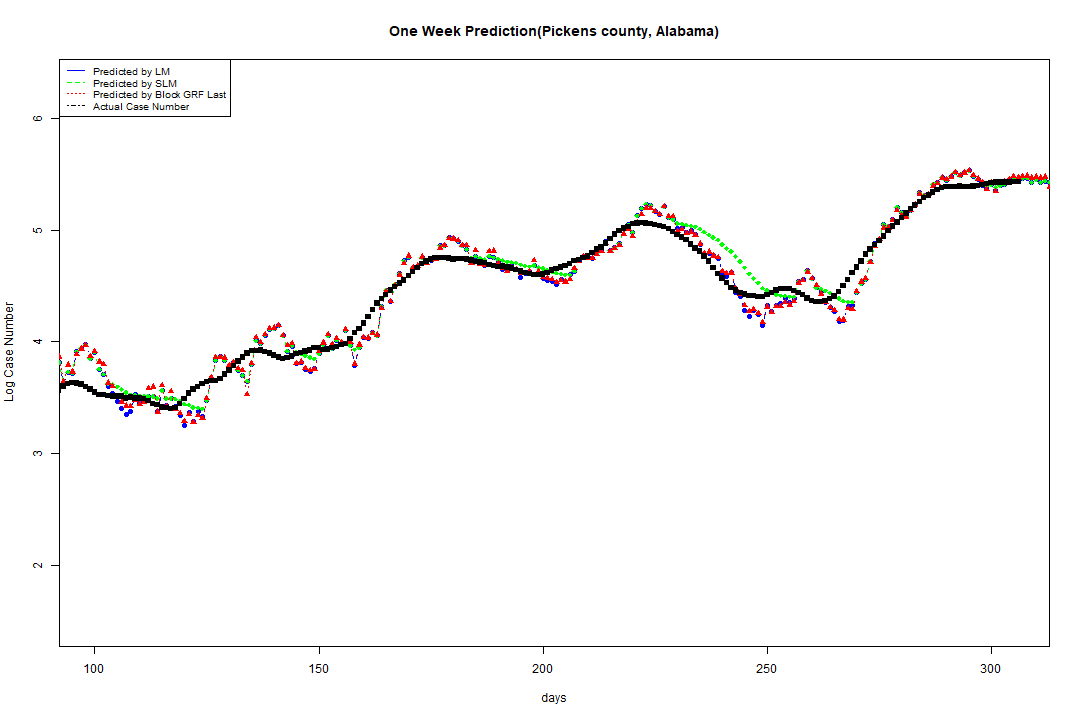 One Week Prediction(Pickens county, Alabama)
Predicted by LM
Predicted by SLM
Predicted by Block GRF Last
Actual Case Number
6
5
4
3
2
Log Case Number
100 150 200 250 300
days